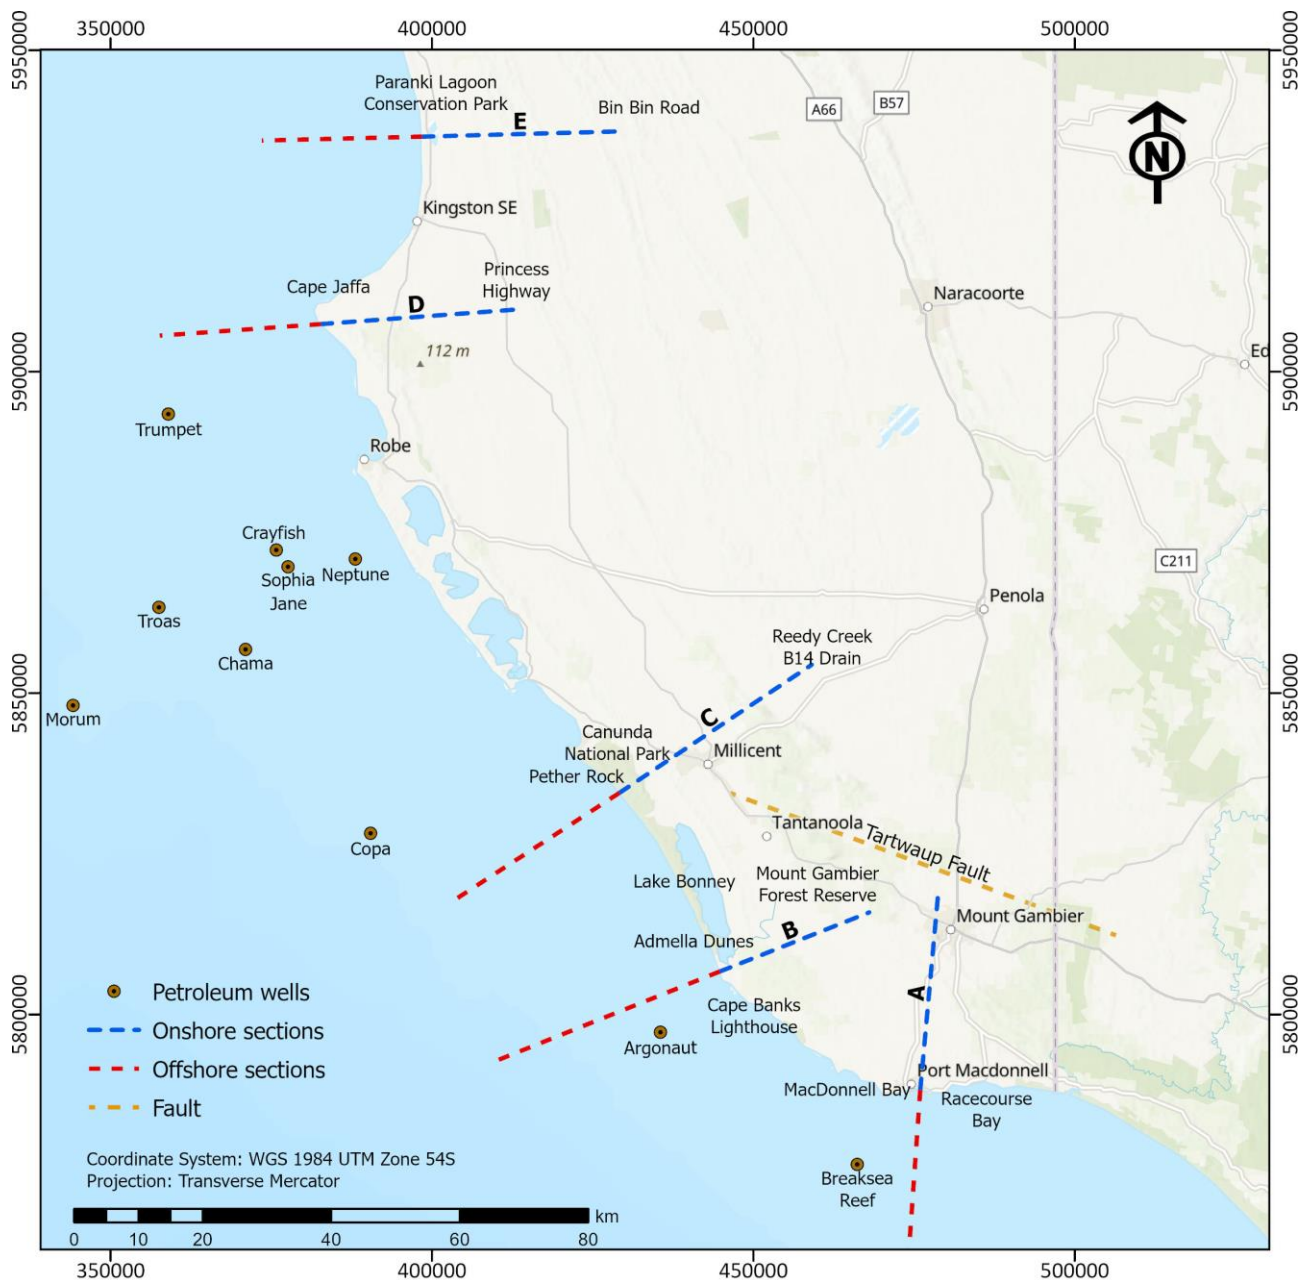 350000
400000
450000
500000
5950000
5950000
Paranki Lagoon
Conservation Park
Bin Bin Road
A66
B57
E
N
Kingston SE
Cape Jaffa
Princess
Highway
D
Naracoorte
112 m
Ed
5900000
5900000
Trumpet
Robe
Crayfish
Sophia
Jane
Neptune
C211
Troas
Penola
Chama
Reedy Creek
B14 Drain
5850000
5850000
Morum
C
Canunda
National Park
Pether Rock
Millicent
Copa
Tantanoola
Tartwaup Fault
Lake Bonney
Mount Gambier
Forest Reserve
Mount Gambier
B
Admella Dunes
A
Cape Banks
Lighthouse
5800000
5800000
Argonaut
Petroleum wells
Onshore sections
Offshore sections
Fault
Port Macdonnell
MacDonnell Bay
Racecourse
Bay
Breaksea
Reef
Coordinate System: WGS 1984 UTM Zone 54S
Projection: Transverse Mercator
km
0 10 20 40 60 80
350000
400000
450000
500000